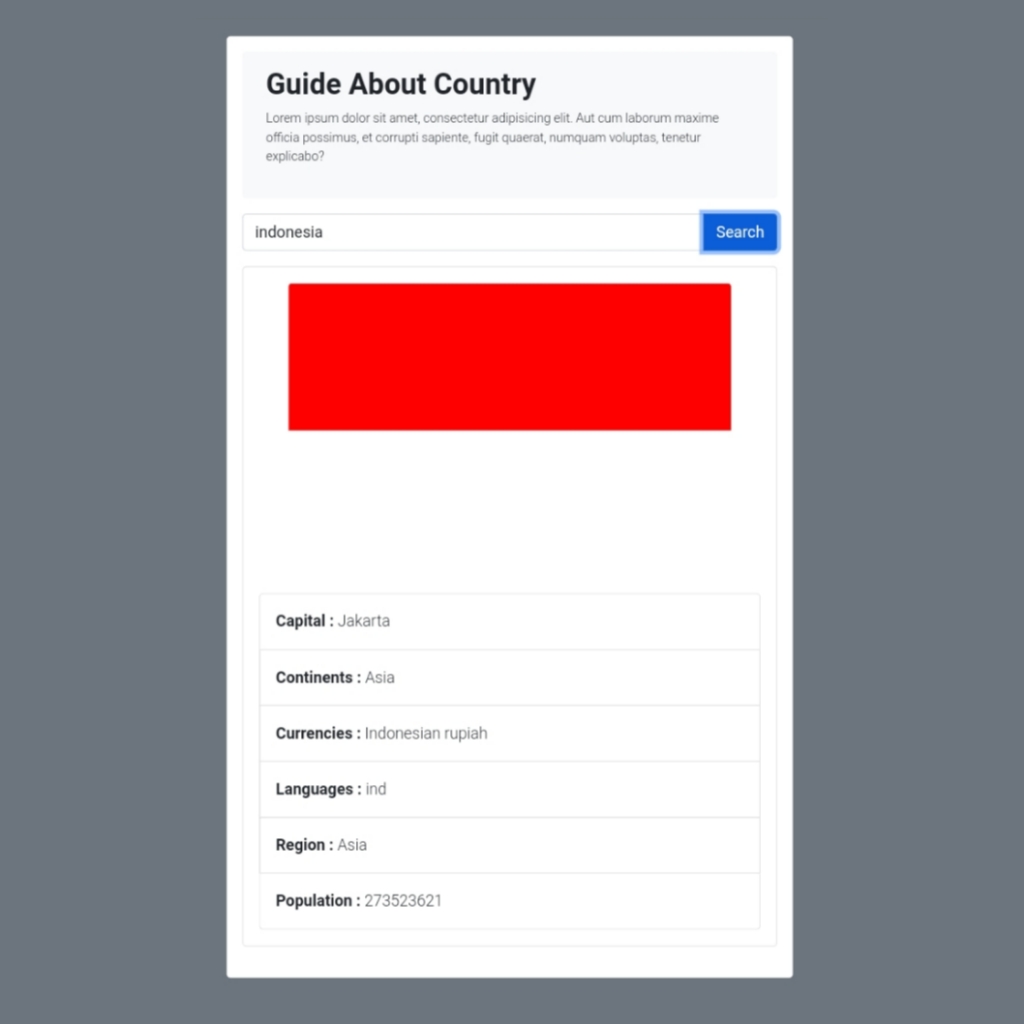 Guide About Country
Lorem ipsum dolor sit amet, consectetur adipisicing elit. Aut cum laborum maxime
officia possimus, et corrupti sapiente, fugit quaerat, numquam voluptas, tenetur
explicabo?
indonesia
Search
Capital : Jakarta
Continents : Asia
Currencies : Indonesian rupiah
Languages : ind
Region : Asia
Population : 273523621